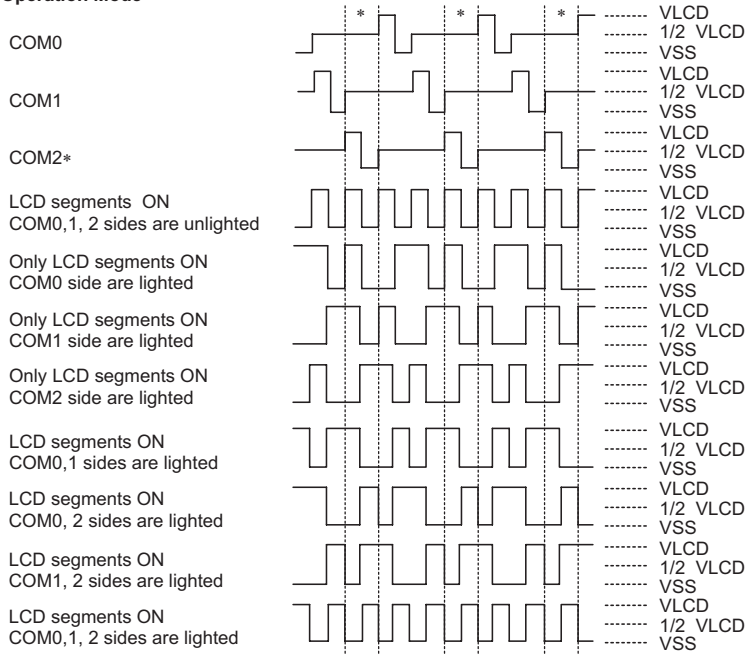 * * *
COM0
VLCD
1/2 VLCD
VSS
COM1
VLCD
1/2 VLCD
VSS
COM2*
VLCD
1/2 VLCD
VSS
LCD segments ON
COM0,1, 2 sides are unlighted
VLCD
1/2 VLCD
VSS
Only LCD segments ON
COM0 side are lighted
VLCD
1/2 VLCD
VSS
Only LCD segments ON
COM1 side are lighted
VLCD
1/2 VLCD
VSS
Only LCD segments ON
COM2 side are lighted
VLCD
1/2 VLCD
VSS
LCD segments ON
COM0,1 sides are lighted
VLCD
1/2 VLCD
VSS
LCD segments ON
COM0, 2 sides are lighted
VLCD
1/2 VLCD
VSS
LCD segments ON
COM1, 2 sides are lighted
VLCD
1/2 VLCD
VSS
LCD segments ON
COM0,1, 2 sides are lighted
VLCD
1/2 VLCD
VSS